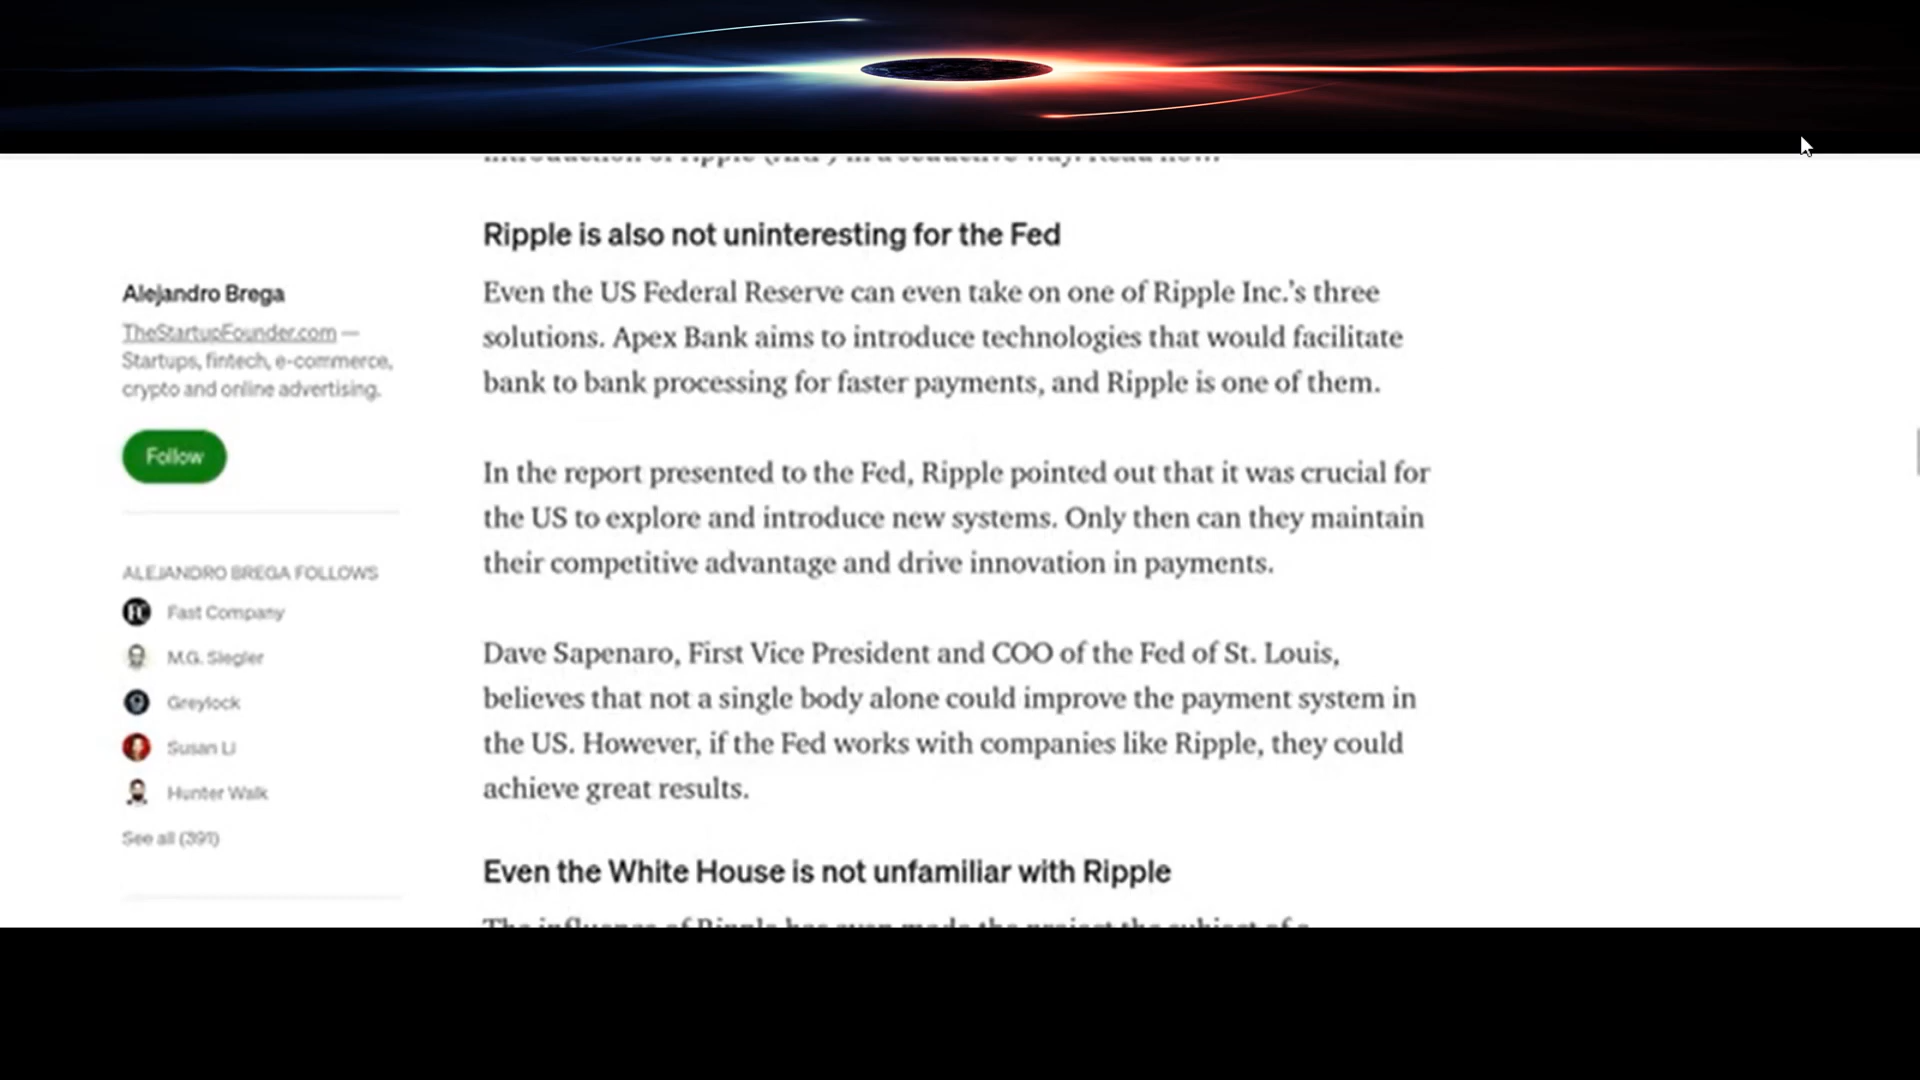 Ripple is also not uninteresting for the Fed
Even the US Federal Reserve can even take on one of Ripple Inc.'s three
solutions. Apex Bank aims to introduce technologies that would facilitate
bank to bank processing for faster payments, and Ripple is one of them.
In the report presented to the Fed, Ripple pointed out that it was crucial for
the US to explore and introduce new systems. Only then can they maintain
their competitive advantage and drive innovation in payments.
Dave Sapenaro, First Vice President and COO of the Fed of St. Louis,
believes that not a single body alone could improve the payment system in
the US. However, if the Fed works with companies like Ripple, they could
achieve great results.
Even the White House is not unfamiliar with Ripple
Alejandro Brega
TheStartupFounder.com —
Startups, fintech, e-commerce,
crypto and online advertising.
Follow
ALEJANDRO BREGA FOLLOWS
FC
Fast Company
M.G. Siegler
Greylock
Susan Li
Hunter Walk
See all (391)